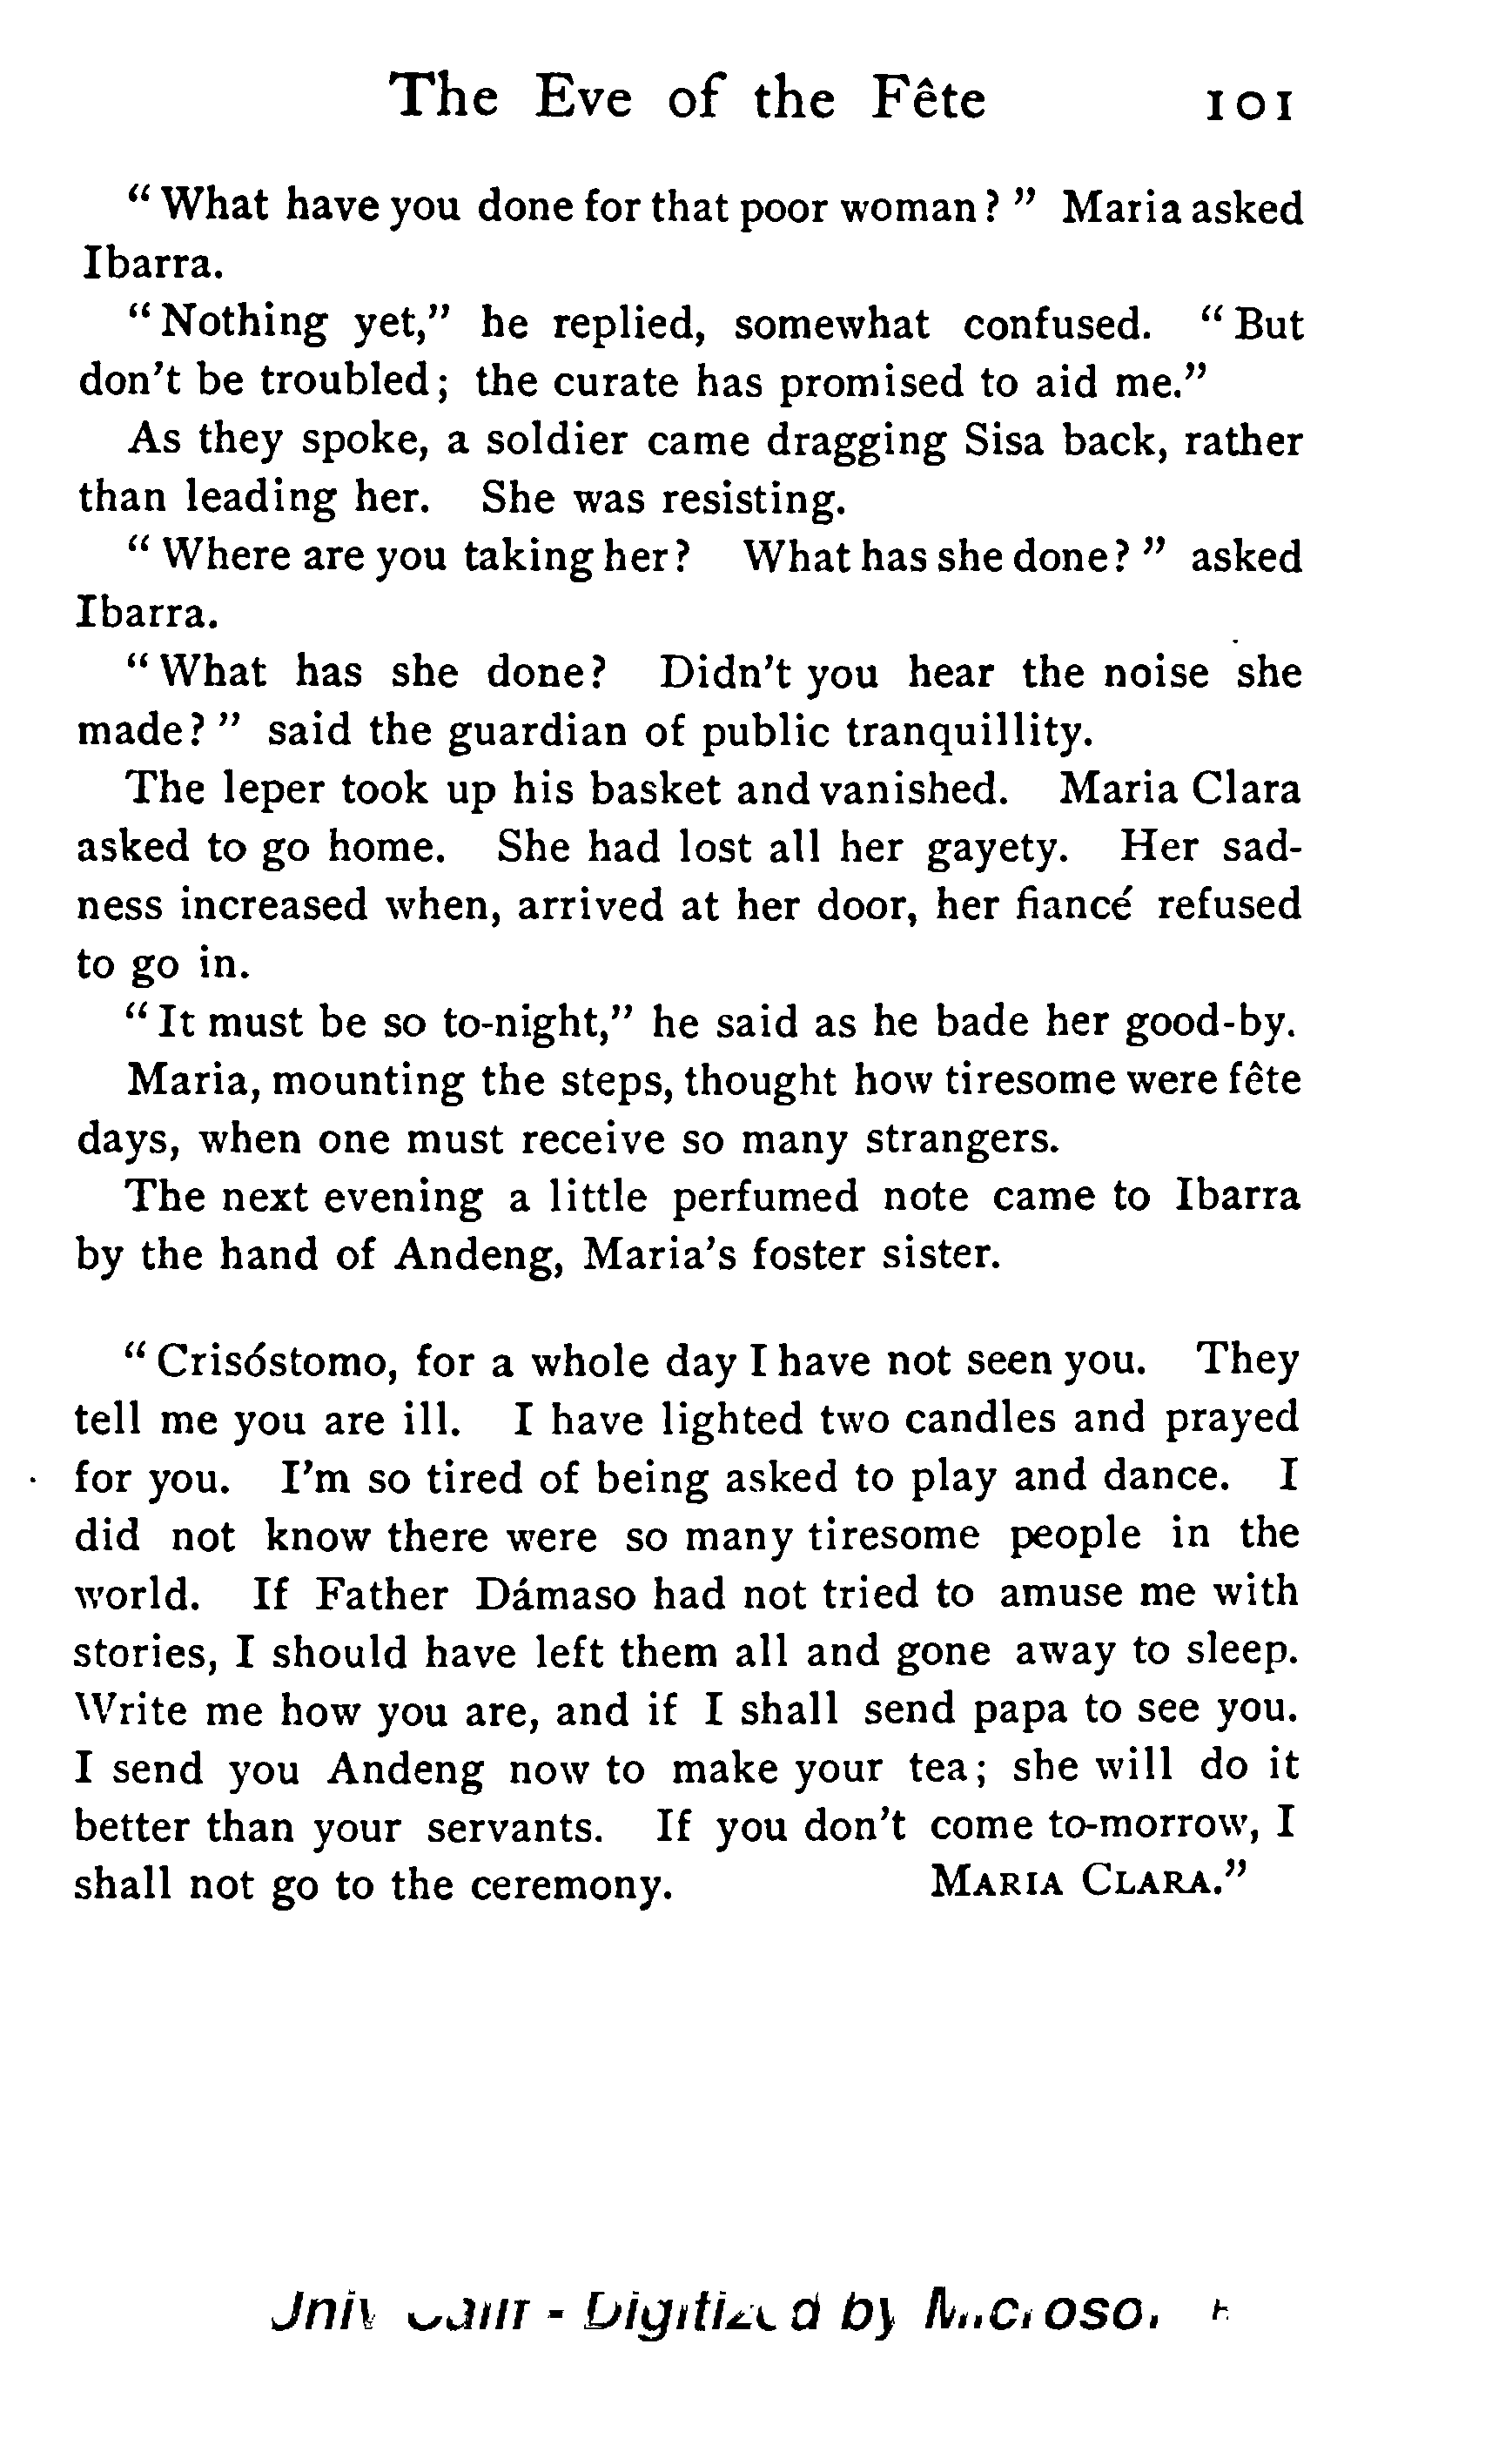 The Eve of the Fête 101
“What have you done for that poor woman?” Maria asked
Ibarra.
“Nothing yet,” he replied, somewhat confused. “But
don’t be troubled; the curate has promised to aid me.”
As they spoke, a soldier came dragging Sisa back, rather
than leading her. She was resisting.
“Where are you taking her? What has she done?” asked
Ibarra.
“What has she done? Didn’t you hear the noise she
made?” said the guardian of public tranquillity.
The leper took up his basket and vanished. Maria Clara
asked to go home. She had lost all her gayety. Her sad-
ness increased when, arrived at her door, her fiancé refused
to go in.
“It must be so to-night,” he said as he bade her good-by.
Maria, mounting the steps, thought how tiresome were fête
days, when one must receive so many strangers.
The next evening a little perfumed note came to Ibarra
by the hand of Andeng, Maria’s foster sister.
“Crisóstomo, for a whole day I have not seen you. They
tell me you are ill. I have lighted two candles and prayed
for you. I’m so tired of being asked to play and dance. I
did not know there were so many tiresome people in the
world. If Father Dámaso had not tried to amuse me with
stories, I should have left them all and gone away to sleep.
Write me how you are, and if I shall send papa to see you.
I send you Andeng now to make your tea; she will do it
better than your servants. If you don’t come to-morrow, I
shall not go to the ceremony. MARIA CLARA.”
- Digitized by